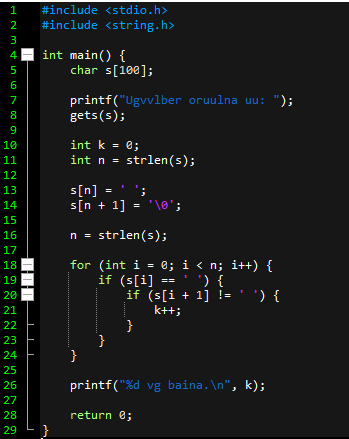 1 #include <stdio.h>
2 #include <string.h>
3
4 int main() {
5 char s[100];
6
7 printf("Ugvvlber oruulna uu: ");
8 gets(s);
9
10 int k = 0;
11 int n = strlen(s);
12
13 s[n] = ' ';
14 s[n + 1] = '\0';
15
16 n = strlen(s);
17
18 for (int i = 0; i < n; i++) {
19 if (s[i] == ' ') {
20 if (s[i + 1] != ' ') {
21 k++;
22 }
23 }
24 }
25
26 printf("%d vg baina.\n", k);
27
28 return 0;
29 }